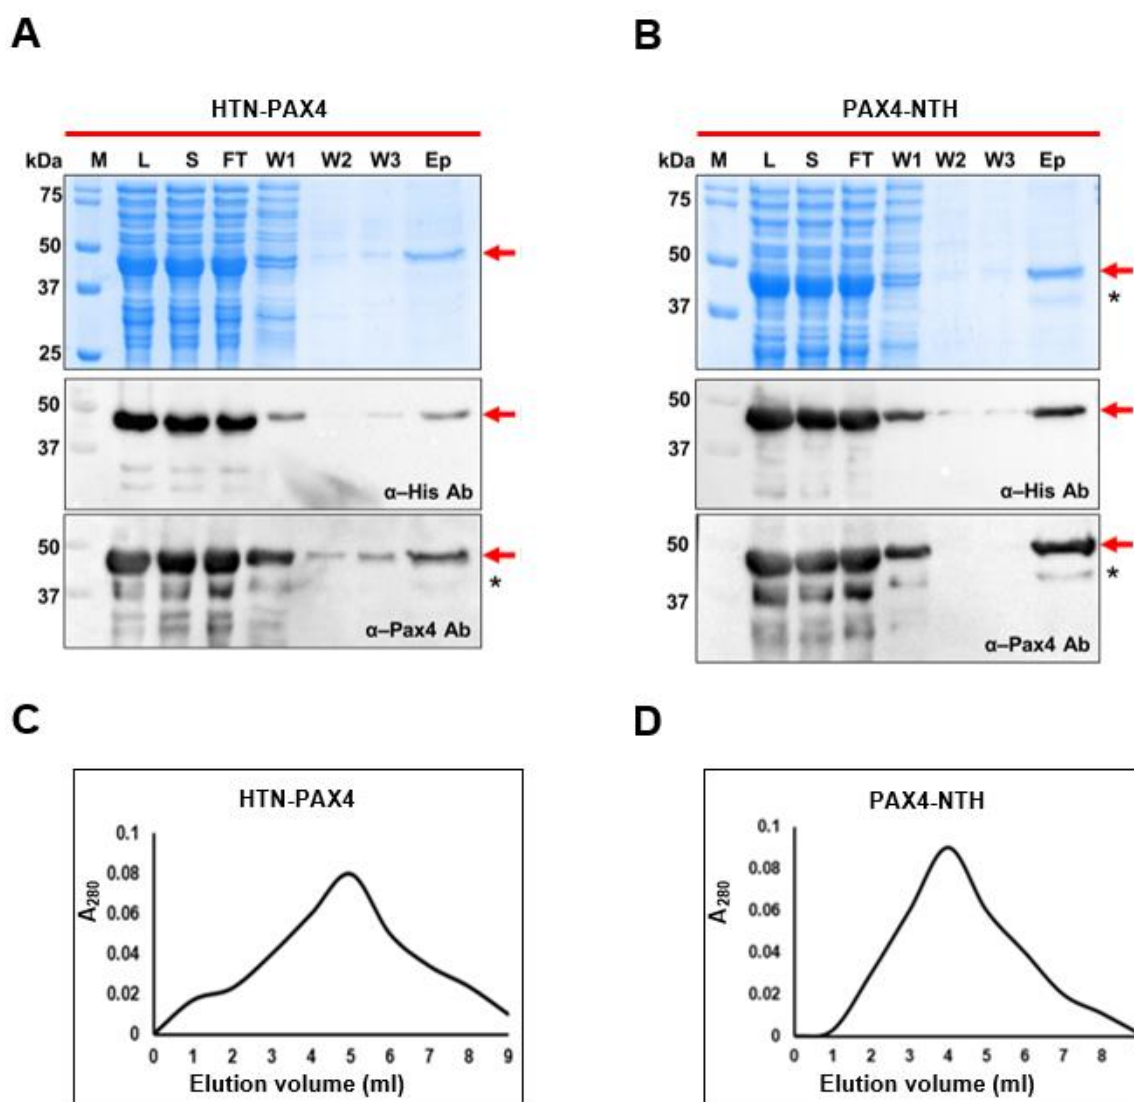 A
HTN-PAX4
kDa M L S FT W1 W2 W3 Ep
75
50
37
25
50
37
α–His Ab
50
*
37
α–Pax4 Ab
B
PAX4-NTH
kDa M L S FT W1 W2 W3 Ep
75
50
*
37
50
37
α–His Ab
50
*
37
α–Pax4 Ab
C
HTN-PAX4
0.1
0.08
0.06
0.04
0.02
0
A280
0 1 2 3 4 5 6 7 8 9
Elution volume (ml)
D
PAX4-NTH
0.1
0.08
0.06
0.04
0.02
0
A280
0 1 2 3 4 5 6 7 8
Elution volume (ml)